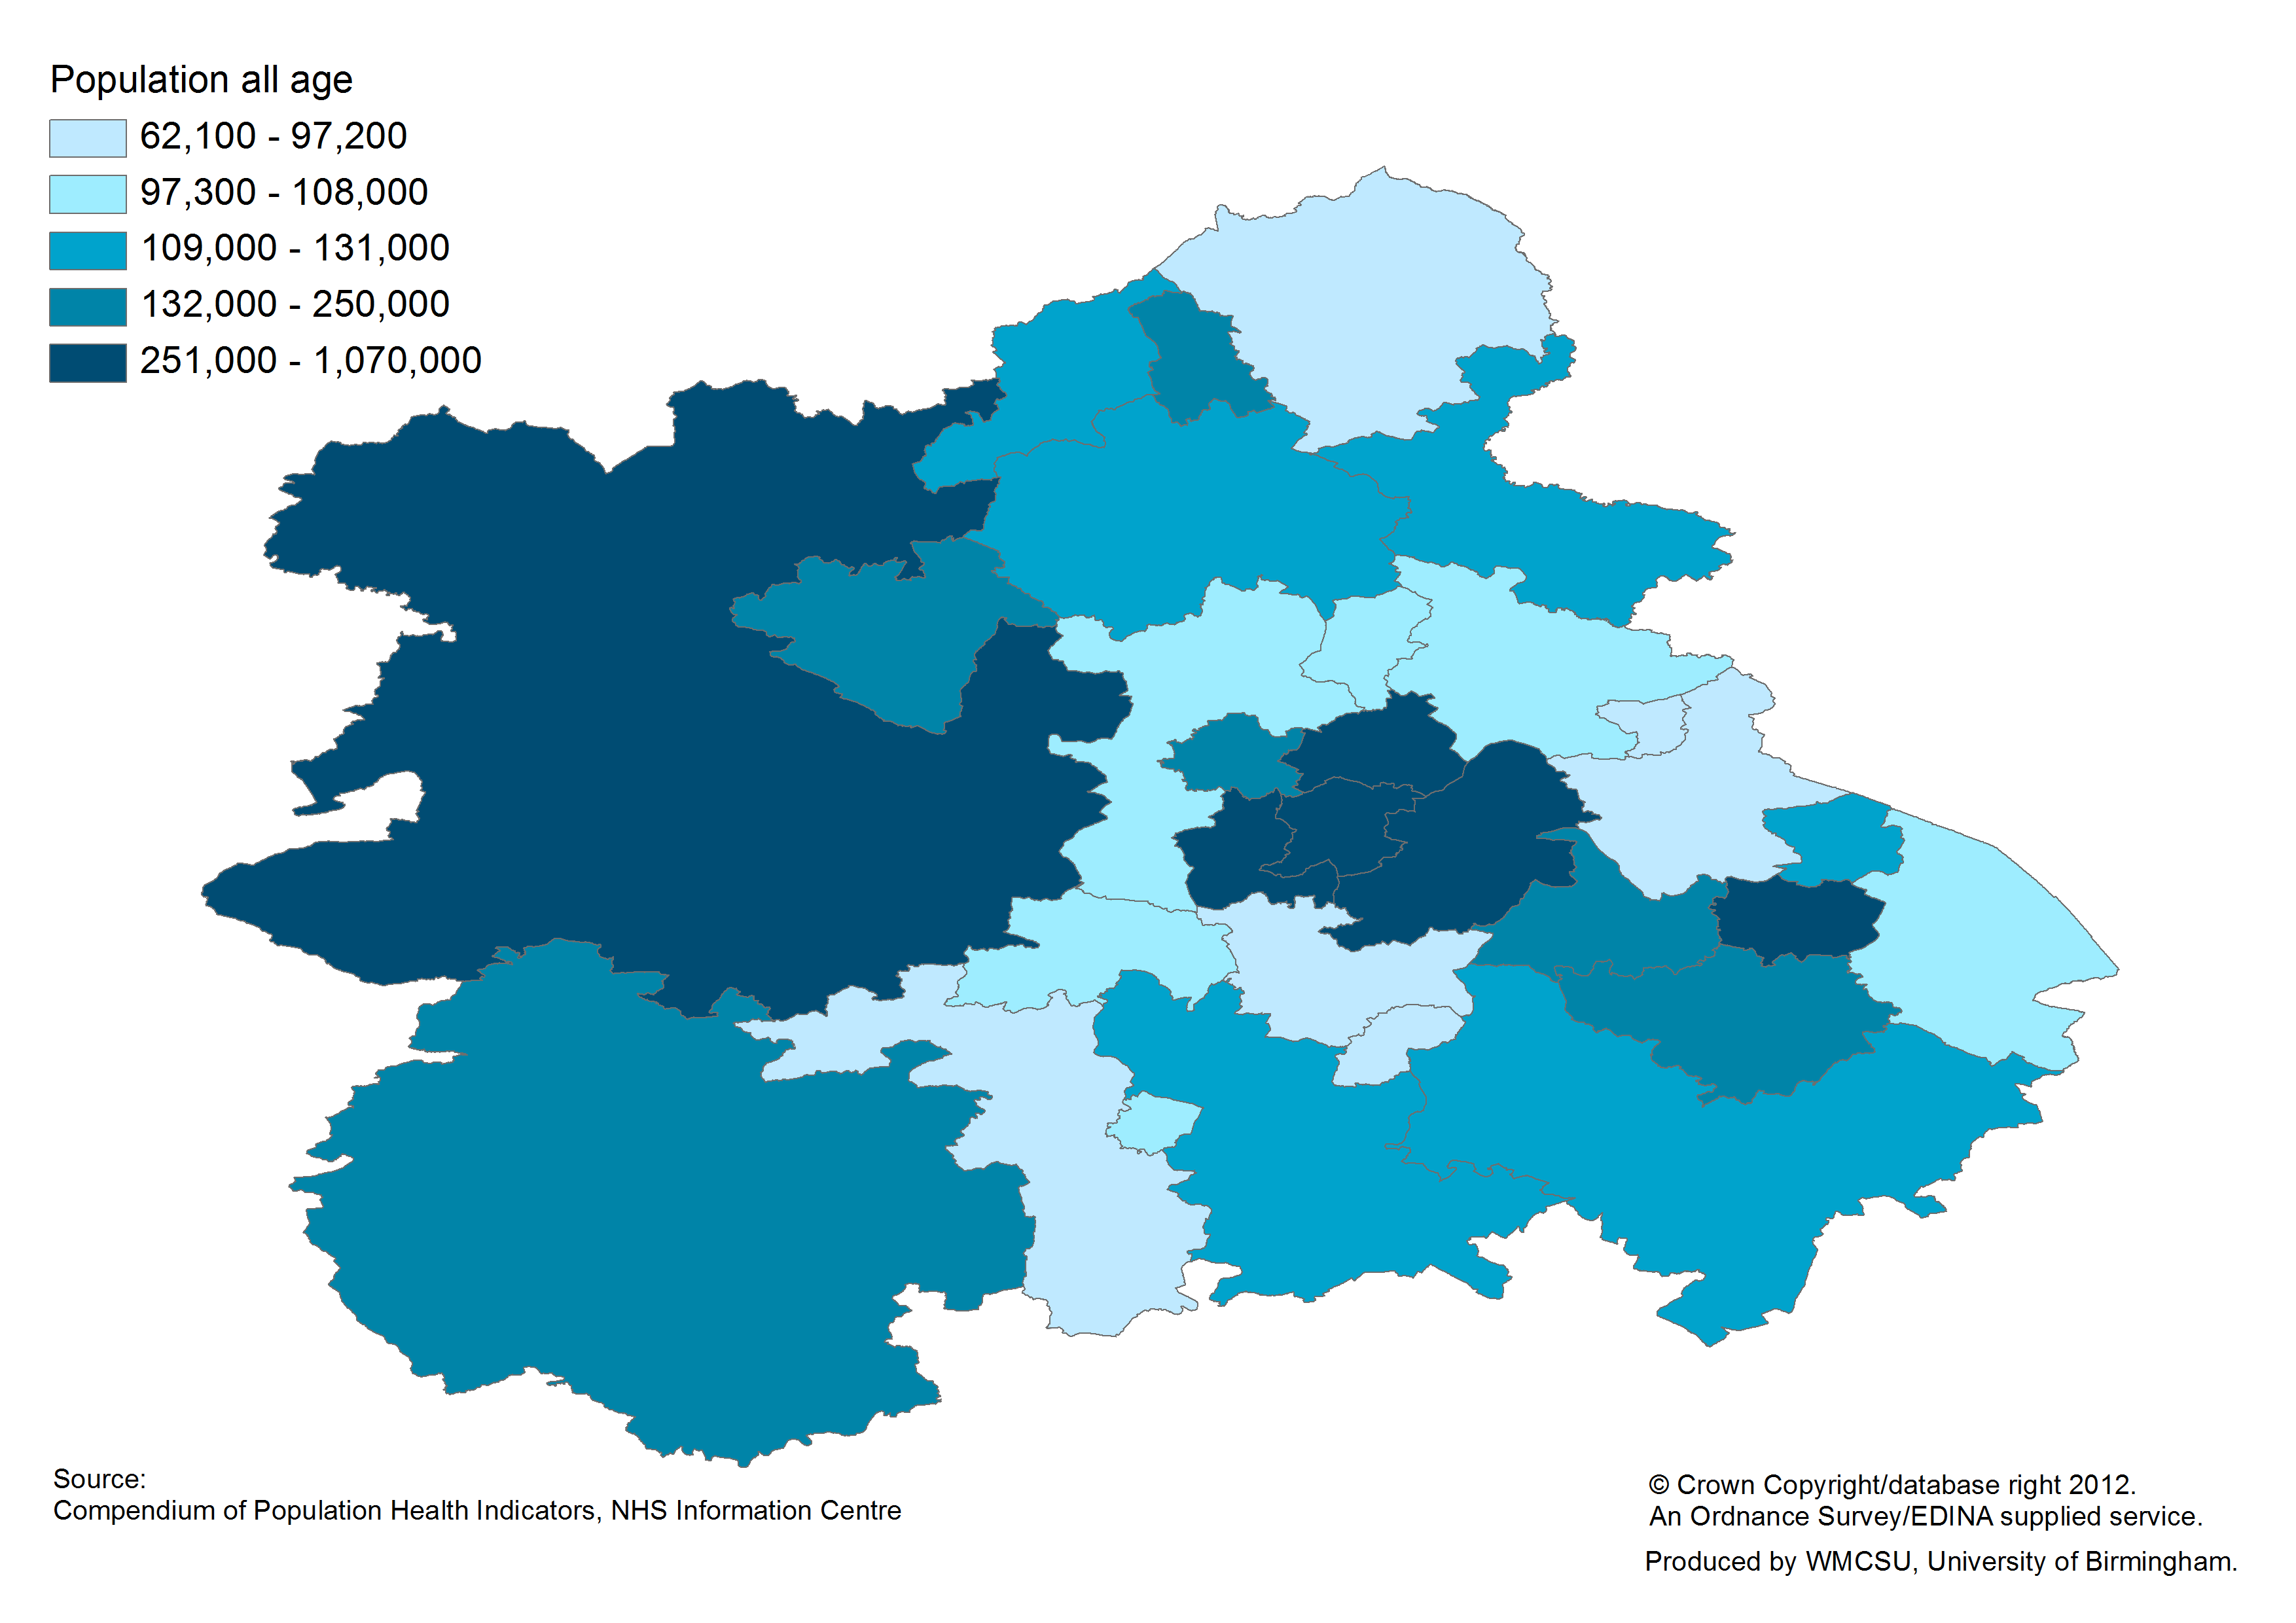 Population all age
62,100 - 97,200
97,300 - 108,000
109,000 - 131,000
132,000 - 250,000
251,000 - 1,070,000
Source:
Compendium of Population Health Indicators, NHS Information Centre
© Crown Copyright/database right 2012.
An Ordnance Survey/EDINA supplied service.
Produced by WMCSU, University of Birmingham.